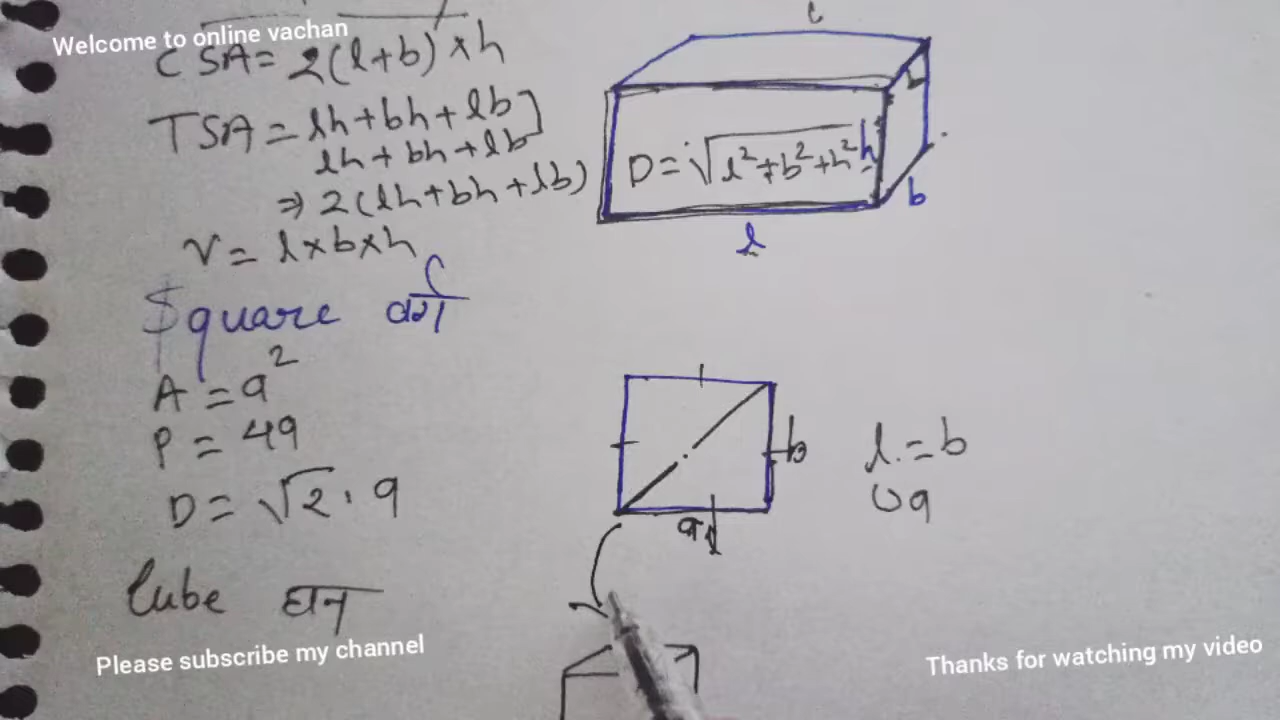 Welcome to online vachan
CSA = 2(l+b)×h
TSA = lh+bh+lb]
lh+bh+lb
⇒ 2(lh+bh+lb)
V = l×b×h
D = √l²+b²+h²
h
b
l
Square वर्ग
A = a²
P = 4a
D = √2 · a
b
a
l
l = b
Cube घन
Please subscribe my channel
Thanks for watching my video